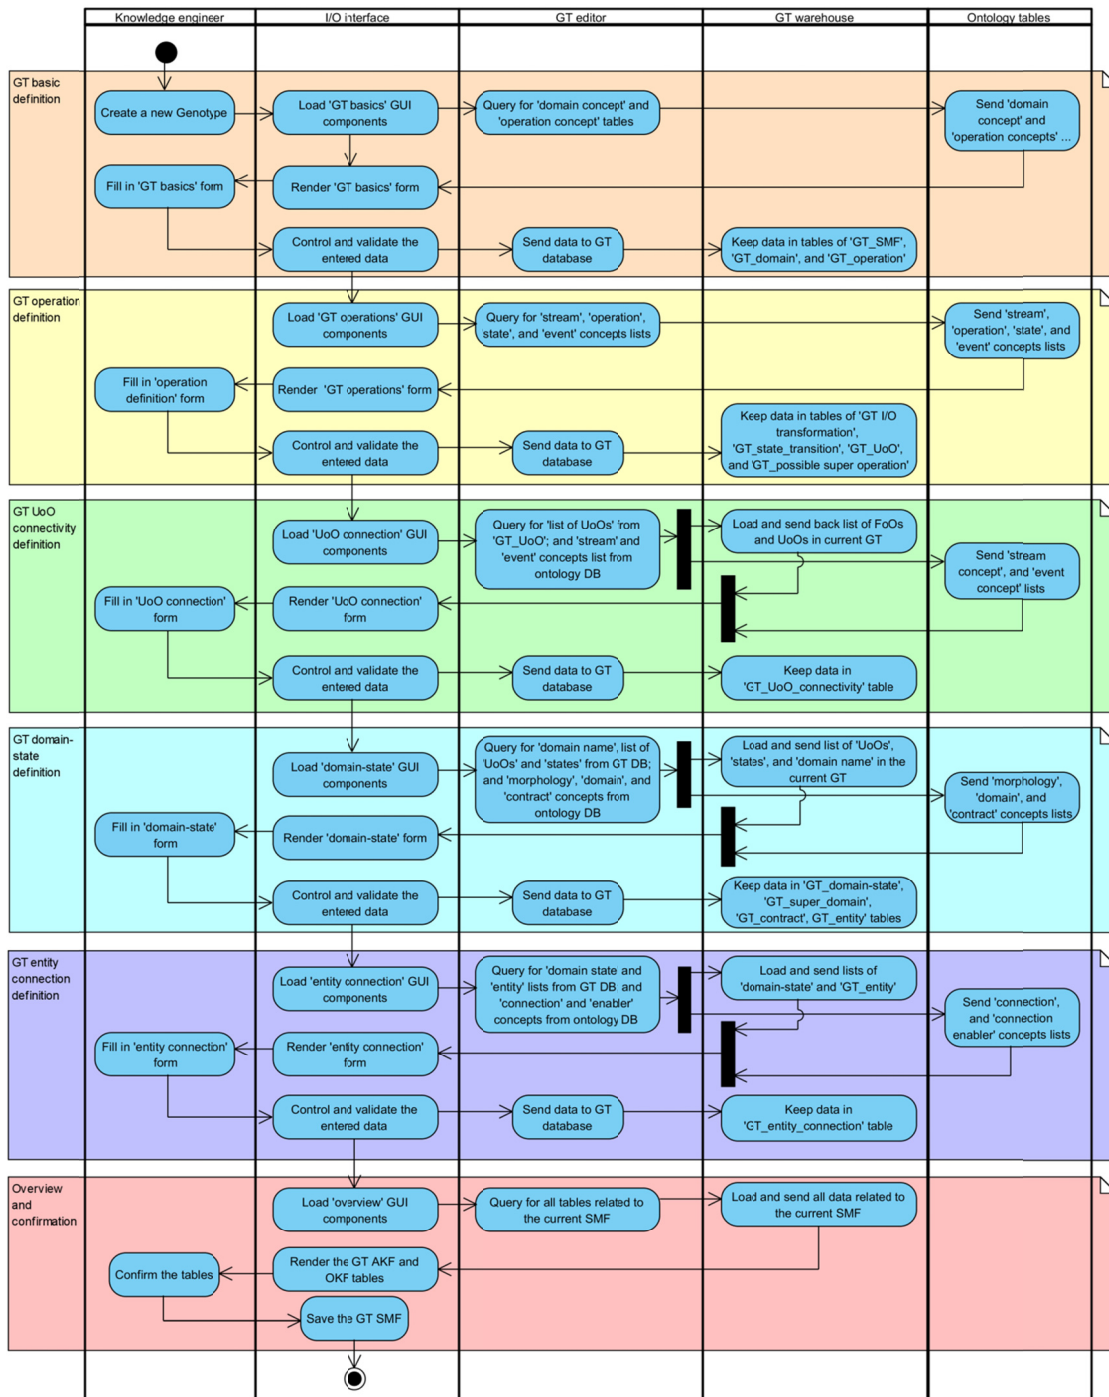 Knowledge engineer
I/O interface
GT editor
GT warehouse
Ontology tables
GT basic
definition
Create a new Genotype
Load 'GT basics' GUI
components
Query for 'domain concept' and
'operation concept' tables
Send 'domain
concept' and
'operation concepts' ...
Fill in 'GT basics' form
Render 'GT basics' form
Control and validate the
entered data
Send data to GT
database
Keep data in tables of 'GT_SMF',
'GT_domain', and 'GT_operation'
GT operation
definition
Load 'GT operations' GUI
components
Query for 'stream', 'operation',
state', and 'event' concepts lists
Send 'stream',
'operation', 'state', and
'event' concepts lists
Fill in 'operation
definition' form
Render 'GT operations' form
Control and validate the
entered data
Send data to GT
database
Keep data in tables of 'GT I/O
transformation',
'GT_state_transition', 'GT_UoO',
and 'GT_possible super operation'
GT UoO
connectivity
definition
Load 'UoO connection' GUI
components
Query for 'list of UoOs' from
'GT_UoO'; and 'stream' and
'event' concepts list from
ontology DB
Load and send back list of FoOs
and UoOs in current GT
Send 'stream
concept', and 'event
concept' lists
Fill in 'UoO connection'
form
Render 'UoO connection'
form
Control and validate the
entered data
Send data to GT
database
Keep data in
'GT_UoO_connectivity' table
GT domain-
state
definition
Load 'domain-state' GUI
components
Query for 'domain name', list of
'UoOs' and 'states' from GT DB;
and 'morphology', 'domain', and
'contract' concepts from
ontology DB
Load and send list of 'UoOs',
'states', and 'domain name' in the
current GT
Send 'morphology',
'domain', and
'contract' concepts lists
Fill in 'domain-state'
form
Render 'domain-state' form
Control and validate the
entered data
Send data to GT
database
Keep data in 'GT_domain-state',
'GT_super_domain',
'GT_contract', GT_entity' tables
GT entity
connection
definition
Load 'entity connection' GUI
components
Query for 'domain state and
'entity' lists from GT DB and
'connection' and 'enabler'
concepts from ontology DB
Load and send lists of
'domain-state' and 'GT_entity'
Send 'connection',
and 'connection
enabler' concepts lists
Fill in 'entity connection'
form
Render 'entity connection'
form
Control and validate the
entered data
Send data to GT
database
Keep data in
'GT_entity_connection' table
Overview
and
confirmation
Load 'overview' GUI
components
Query for all tables related to
the current SMF
Load and send all data related to
the current SMF
Confirm the tables
Render the GT AKF and
OKF tables
Save the GT SMF